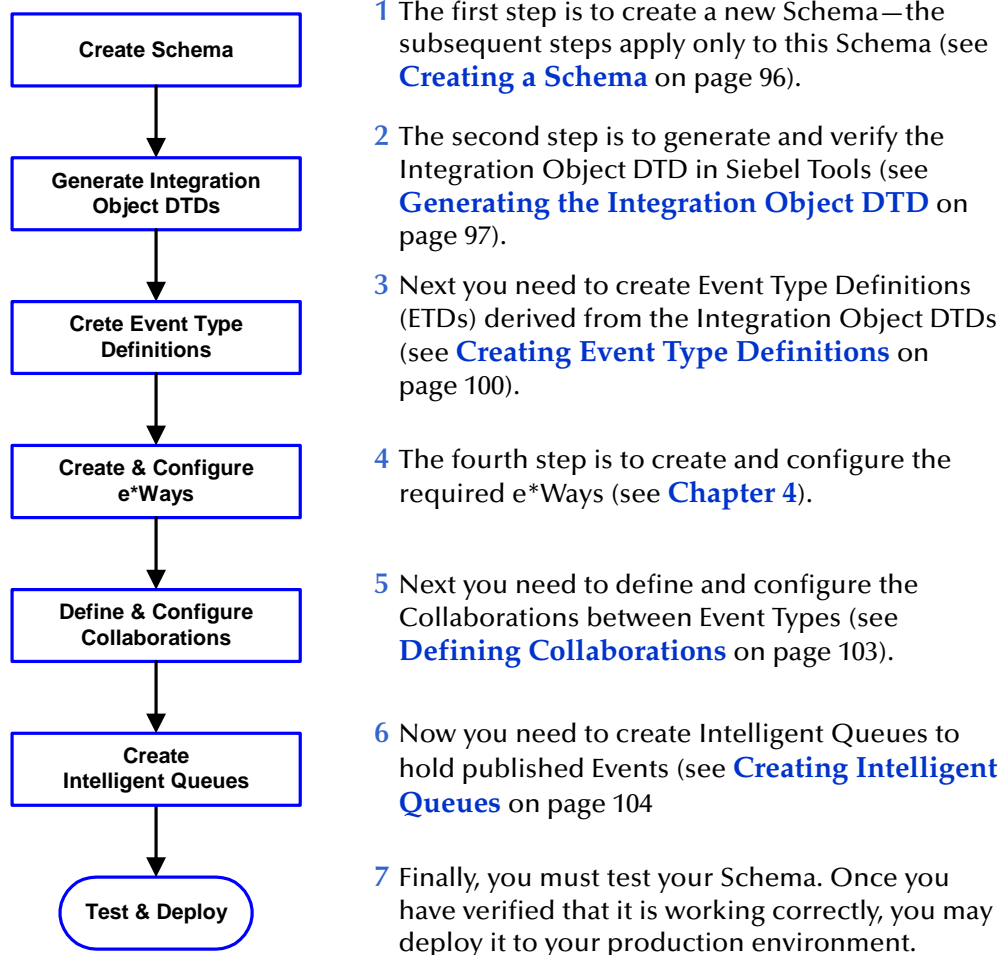 Create Schema
1 The first step is to create a new Schema—the
subsequent steps apply only to this Schema (see
Creating a Schema on page 96).
Generate Integration
Object DTDs
2 The second step is to generate and verify the
Integration Object DTD in Siebel Tools (see
Generating the Integration Object DTD on
page 97).
Crete Event Type
Definitions
3 Next you need to create Event Type Definitions
(ETDs) derived from the Integration Object DTDs
(see Creating Event Type Definitions on
page 100).
Create & Configure
e*Ways
4 The fourth step is to create and configure the
required e*Ways (see Chapter 4).
Define & Configure
Collaborations
5 Next you need to define and configure the
Collaborations between Event Types (see
Defining Collaborations on page 103).
Create
Intelligent Queues
6 Now you need to create Intelligent Queues to
hold published Events (see Creating Intelligent
Queues on page 104
Test & Deploy
7 Finally, you must test your Schema. Once you
have verified that it is working correctly, you may
deploy it to your production environment.